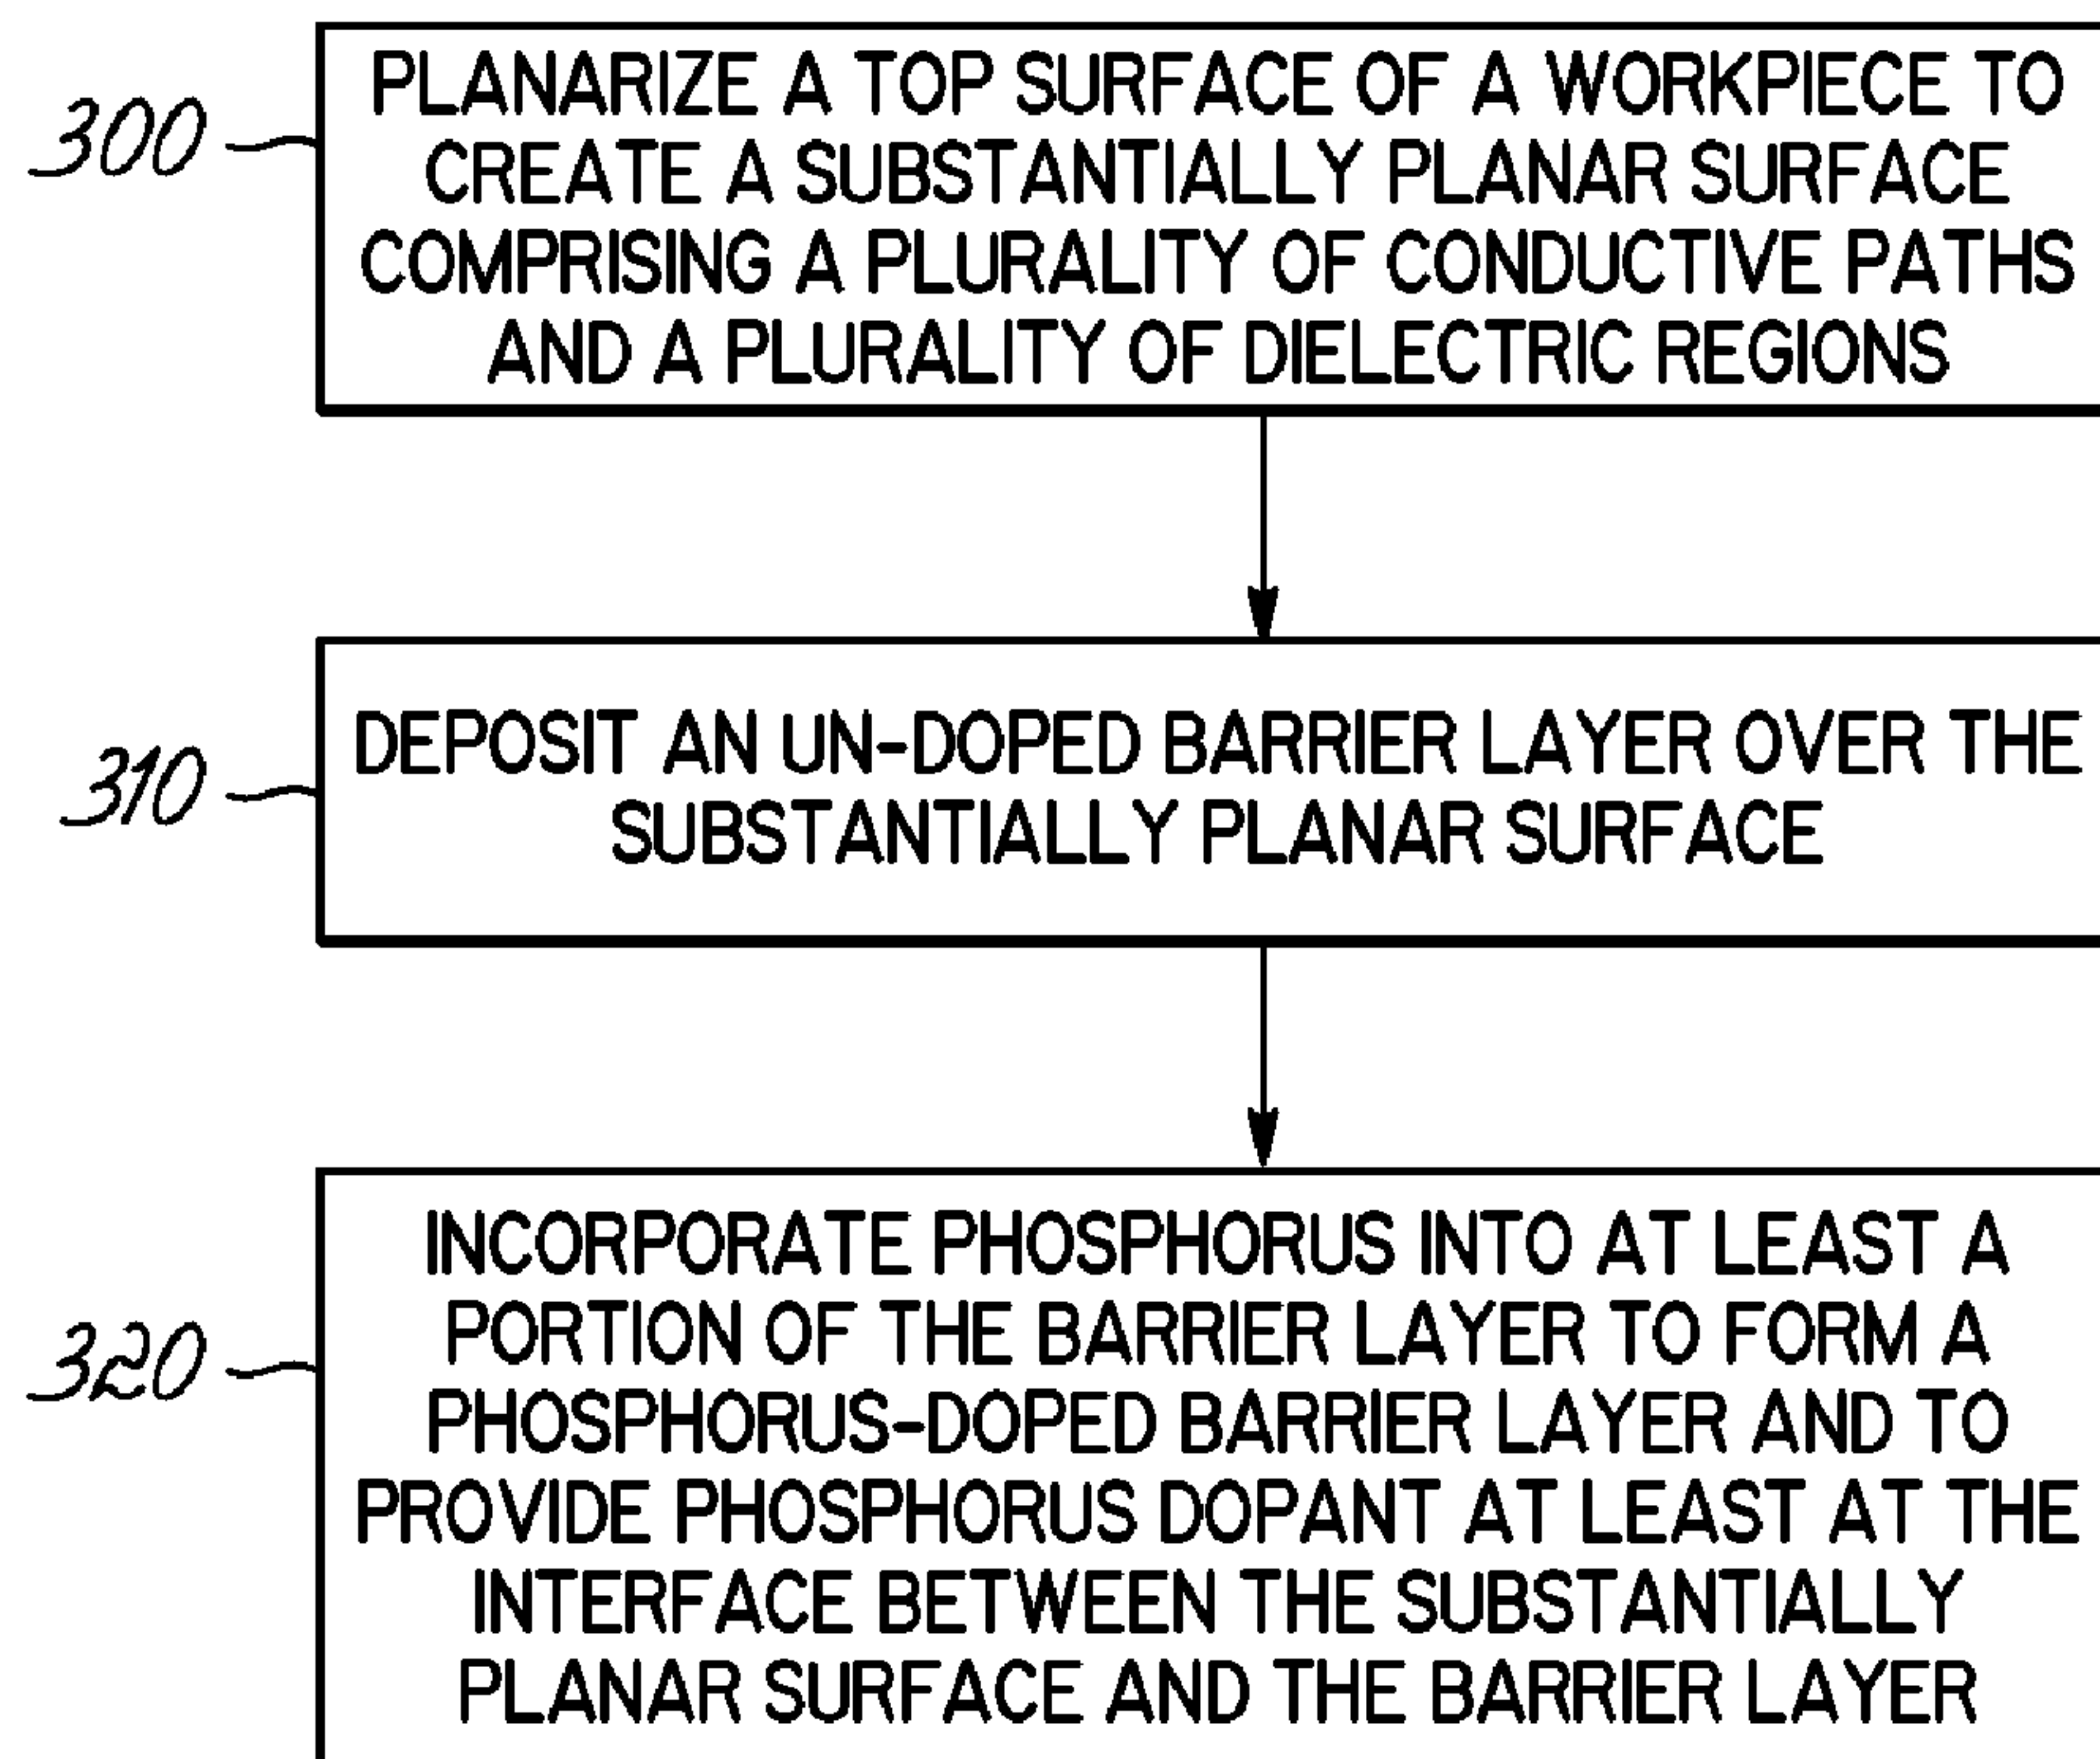 300
PLANARIZE A TOP SURFACE OF A WORKPIECE TO
CREATE A SUBSTANTIALLY PLANAR SURFACE
COMPRISING A PLURALITY OF CONDUCTIVE PATHS
AND A PLURALITY OF DIELECTRIC REGIONS
310
DEPOSIT AN UN-DOPED BARRIER LAYER OVER THE
SUBSTANTIALLY PLANAR SURFACE
320
INCORPORATE PHOSPHORUS INTO AT LEAST A
PORTION OF THE BARRIER LAYER TO FORM A
PHOSPHORUS-DOPED BARRIER LAYER AND TO
PROVIDE PHOSPHORUS DOPANT AT LEAST AT THE
INTERFACE BETWEEN THE SUBSTANTIALLY
PLANAR SURFACE AND THE BARRIER LAYER